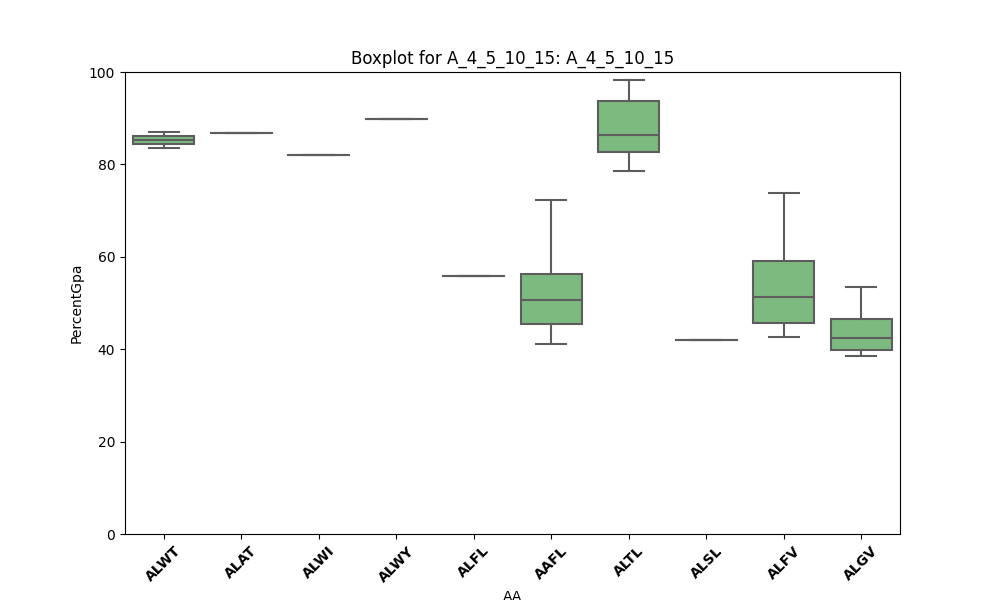 Boxplot for A_4_5_10_15: A_4_5_10_15
100
80
60
40
20
0
PercentGpa
ALWT
ALAT
ALWI
ALWY
ALFL
AAFL
ALTL
ALSL
ALFV
ALGV
AA